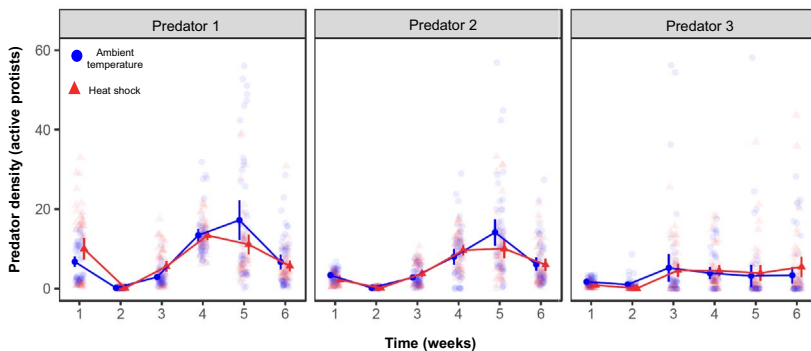 Predator 1
Predator 2
Predator 3
Predator density (active protists)
60
40
20
0
Ambient
temperature
Heat shock
1 2 3 4 5 6
1 2 3 4 5 6
1 2 3 4 5 6
Time (weeks)